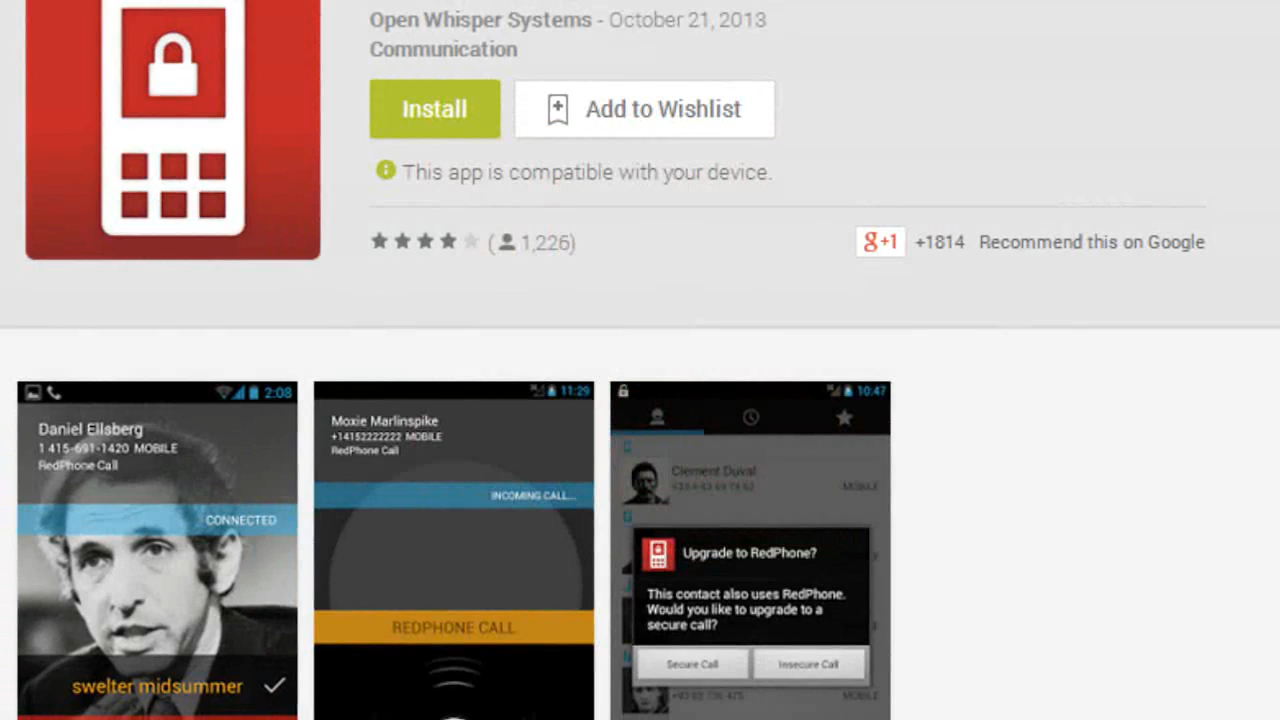 Open Whisper Systems - October 21, 2013
Communication
Install
Add to Wishlist
This app is compatible with your device.
(1,226)
g+1 +1814 Recommend this on Google
2:08
Daniel Ellsberg
1 415-691-1420 MOBILE
RedPhone Call
CONNECTED
swelter midsummer
11:29
Moxie Marlinspike
+14152222222 MOBILE
RedPhone Call
INCOMING CALL...
REDPHONE CALL
10:47
Clement Duval
MOBILE
Upgrade to RedPhone?
This contact also uses RedPhone.
Would you like to upgrade to a
secure call?
Secure Call
Insecure Call
MOBILE